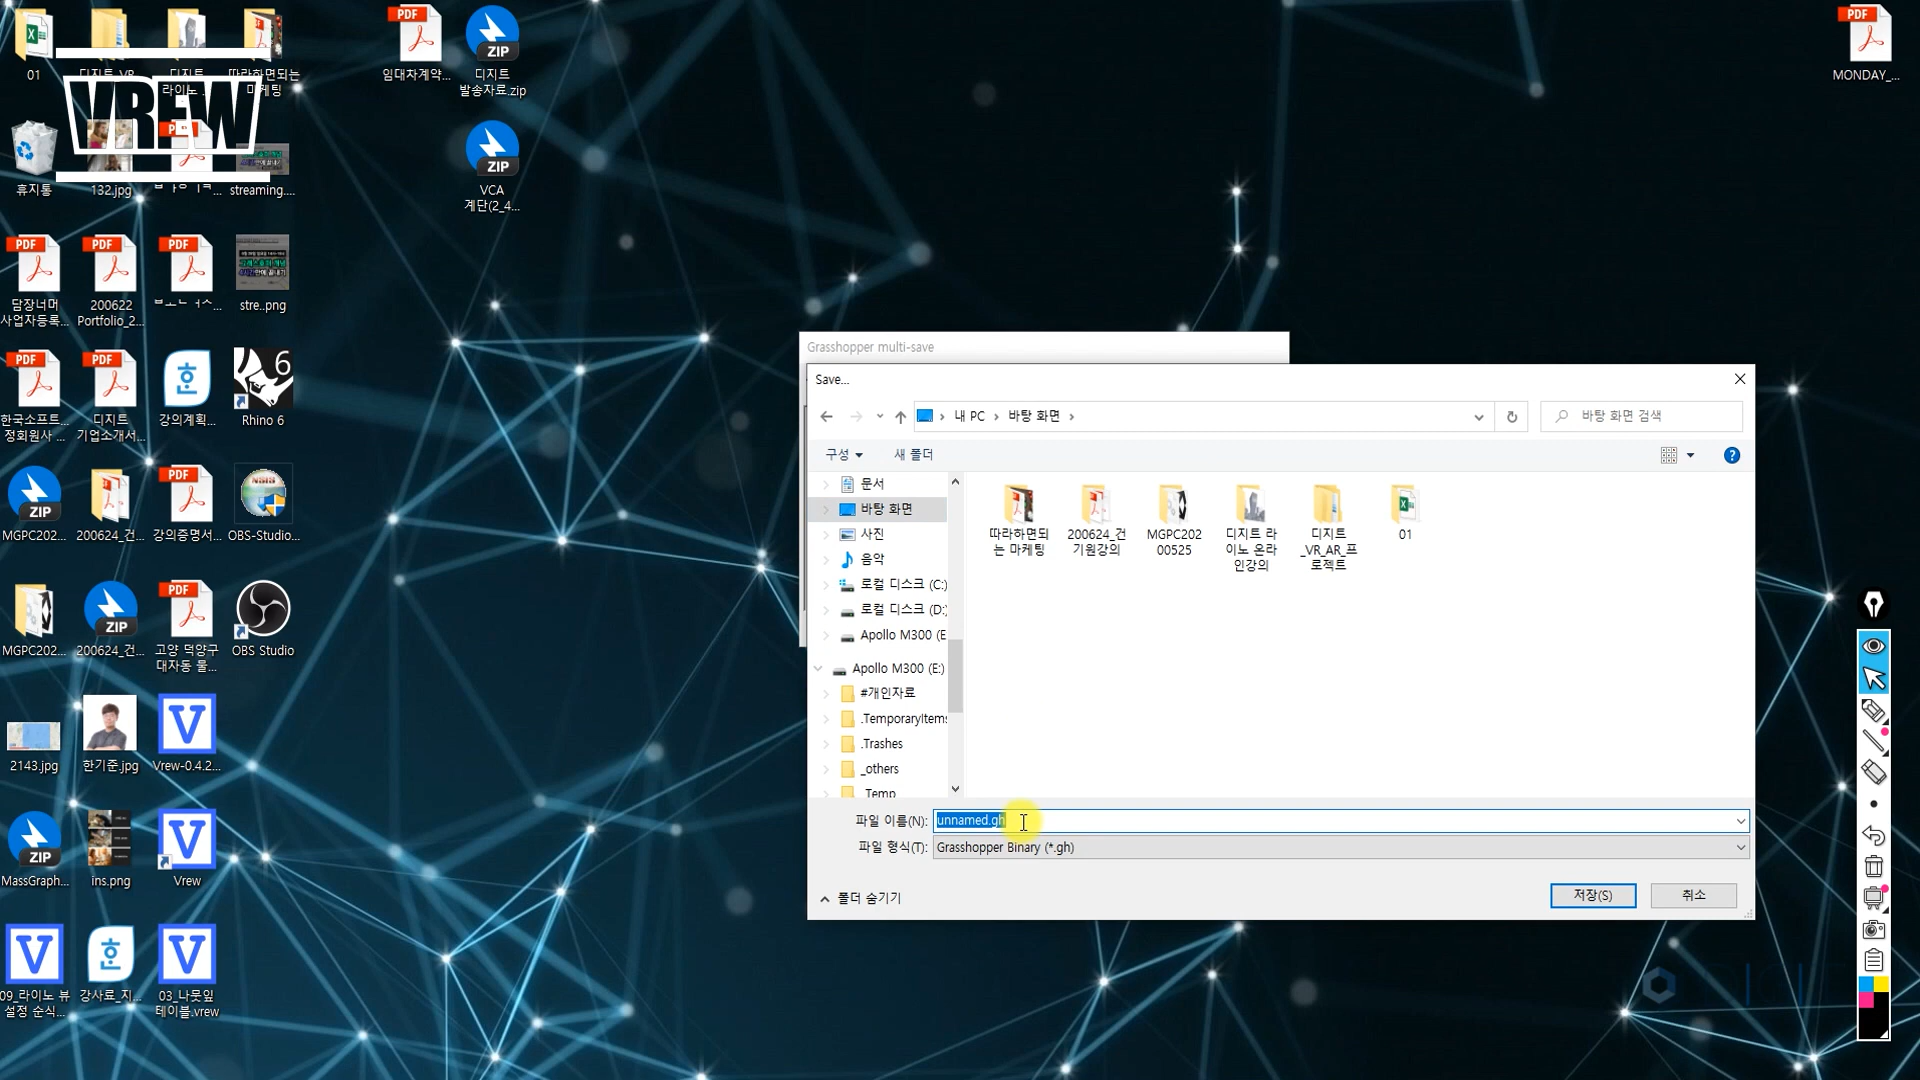 01
따라하면되는
마케팅
임대차계약...
디지트
발송자료.zip
MONDAY_...
VREW
휴지통
132.jpg
streaming....
VCA
계단(2_4...
담장너머
사업자등록...
200622
Portfolio_2...
stre..png
한국소프트...
정회원사 ...
디지트
기업소개서...
강의계획...
Rhino 6
MGPC202...
200624_건...
강의증명서...
OBS-Studio...
MGPC202...
200624_건...
고양 덕양구
대자동 물...
OBS Studio
2143.jpg
한기준.jpg
Vrew-0.4.2...
MassGraph...
ins.png
Vrew
09_라이노 뷰
설정 순식...
강사료_지...
03_나뭇잎
테이블.vrew
Grasshopper multi-save
Save...
내 PC
바탕 화면
바탕 화면 검색
구성
새 폴더
문서
바탕 화면
사진
음악
로컬 디스크 (C:)
로컬 디스크 (D:)
Apollo M300 (E
Apollo M300 (E:)
#개인자료
.TemporaryItems
.Trashes
_others
_Temp
따라하면되
는 마케팅
200624_건
기원강의
MGPC202
00525
디지트 라
이노 온라
인강의
디지트
_VR_AR_프
로젝트
01
파일 이름(N):
unnamed.gh
파일 형식(T):
Grasshopper Binary (*.gh)
폴더 숨기기
저장(S)
취소